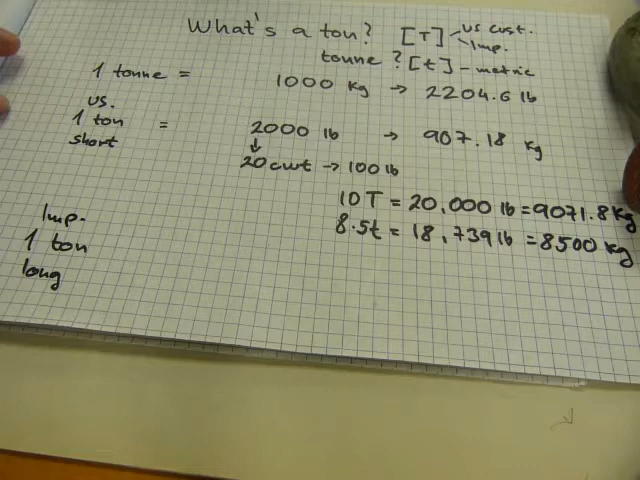 What's a ton? [T] us cust.
Imp.
tonne? [t] - metric
1 tonne = 1000 kg → 2204.6 lb
us.
1 ton = 2000 lb → 907.18 kg
short
↓
20 cwt → 100 lb
10 T = 20,000 lb = 9071.8 kg
8.5t = 18,739 lb = 8500 kg
Imp.
1 ton
long